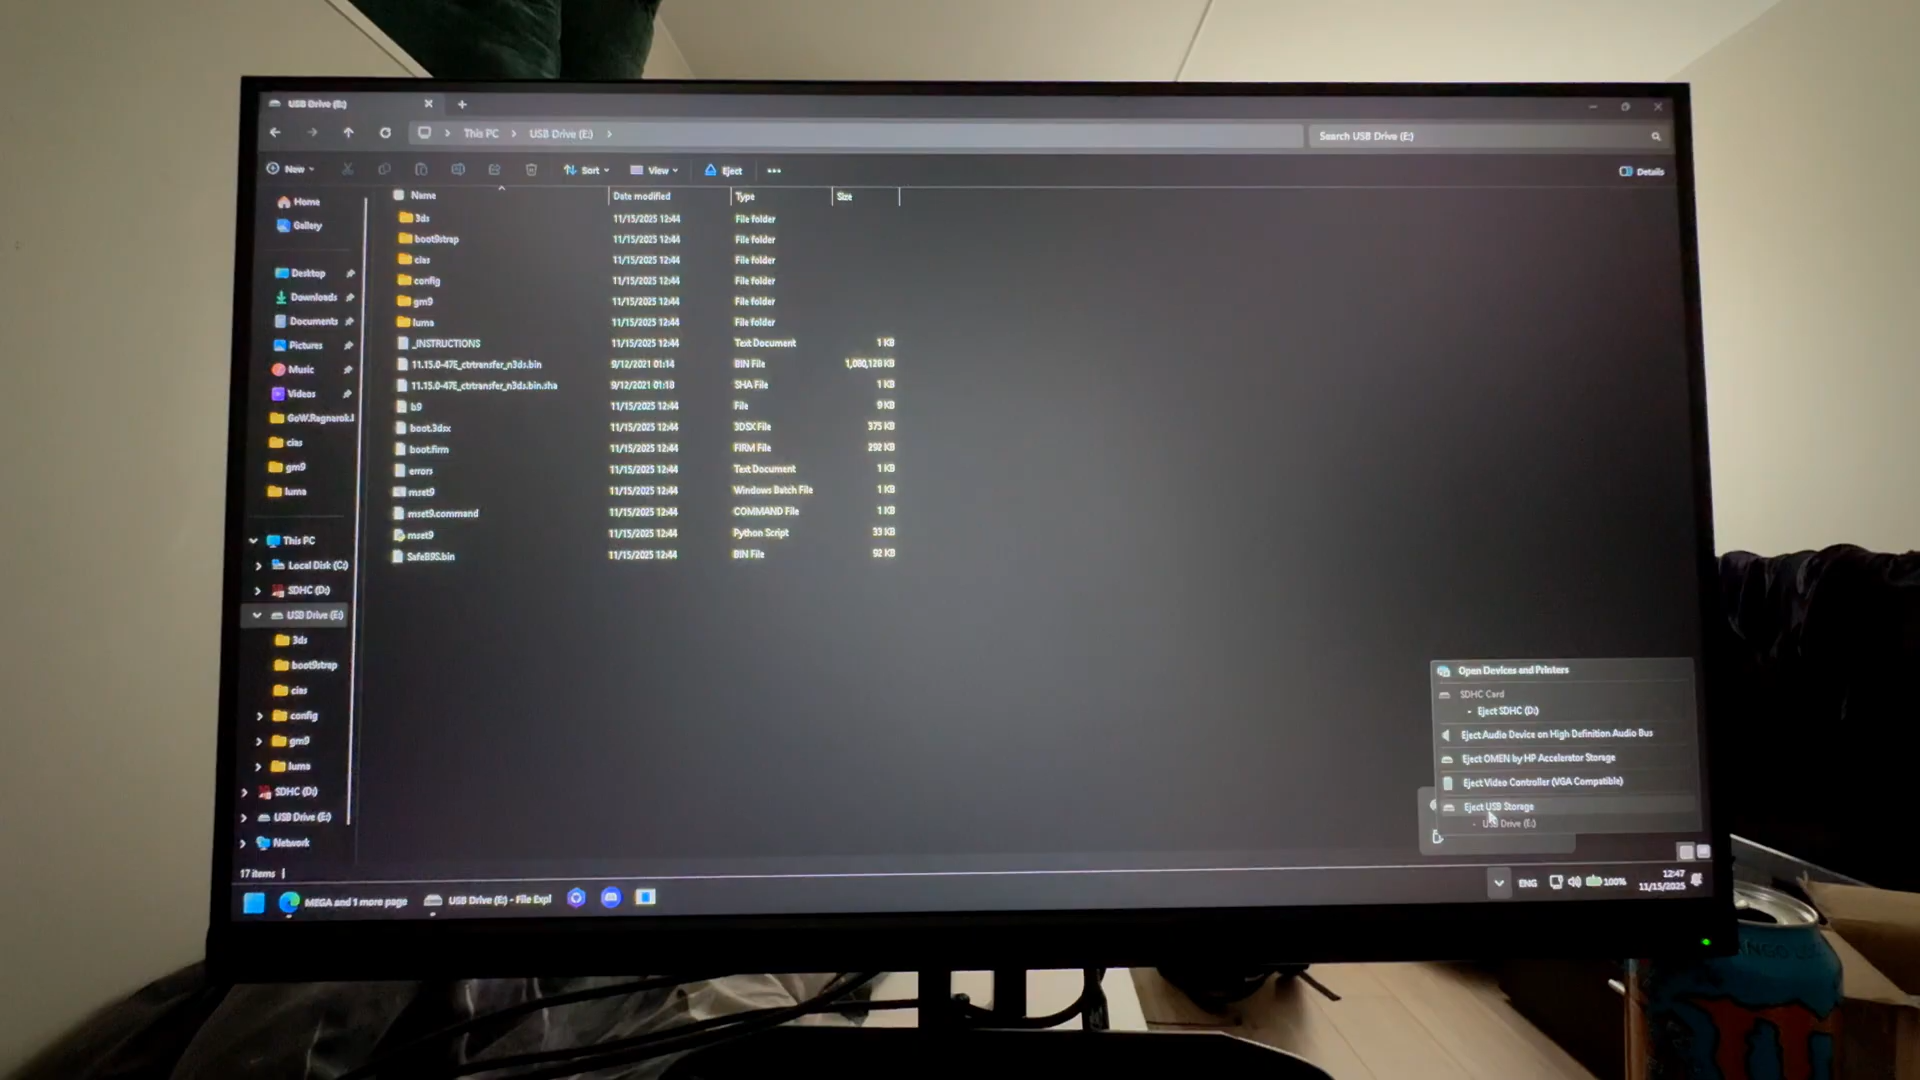 USB Drive (E:)
This PC > USB Drive (E:) >
Search USB Drive (E:)
New
Sort
View
Eject
Details
Name
Date modified
Type
Size
3ds 11/15/2025 12:44 File folder
boot9strap 11/15/2025 12:44 File folder
cias 11/15/2025 12:44 File folder
config 11/15/2025 12:44 File folder
gm9 11/15/2025 12:44 File folder
luma 11/15/2025 12:44 File folder
_INSTRUCTIONS 11/15/2025 12:44 Text Document 1 KB
11.15.0-47E_ctrtransfer_n3ds.bin 9/12/2021 01:14 BIN File
11.15.0-47E_ctrtransfer_n3ds.bin.sha 9/12/2021 01:18 SHA File 1 KB
b9 11/15/2025 12:44 File 9 KB
boot.3dsx 11/15/2025 12:44 3DSX File 375 KB
boot.firm 11/15/2025 12:44 FIRM File 292 KB
errors 11/15/2025 12:44 Text Document 1 KB
mset9 11/15/2025 12:44 Windows Batch File 1 KB
mset9.command 11/15/2025 12:44 COMMAND File 1 KB
mset9 11/15/2025 12:44 Python Script 33 KB
SafeB9S.bin 11/15/2025 12:44 BIN File 92 KB
Home
Gallery
Desktop
Downloads
Documents
Pictures
Music
Videos
GoW.Ragnarok.
cias
gm9
luma
This PC
Local Disk (C:)
SDHC (D:)
USB Drive (E:)
3ds
boot9strap
cias
config
gm9
luma
SDHC (D:)
USB Drive (E:)
Network
17 items
Open Devices and Printers
SDHC Card
- Eject SDHC (D:)
Eject Audio Device on High Definition Audio Bus
Eject OMEN by HP Accelerator Storage
Eject Video Controller (VGA Compatible)
Eject USB Storage
- USB Drive (E:)
MEGA and 1 more page
USB Drive (E:) - File Expl
ENG
100%
12:47
11/15/2025